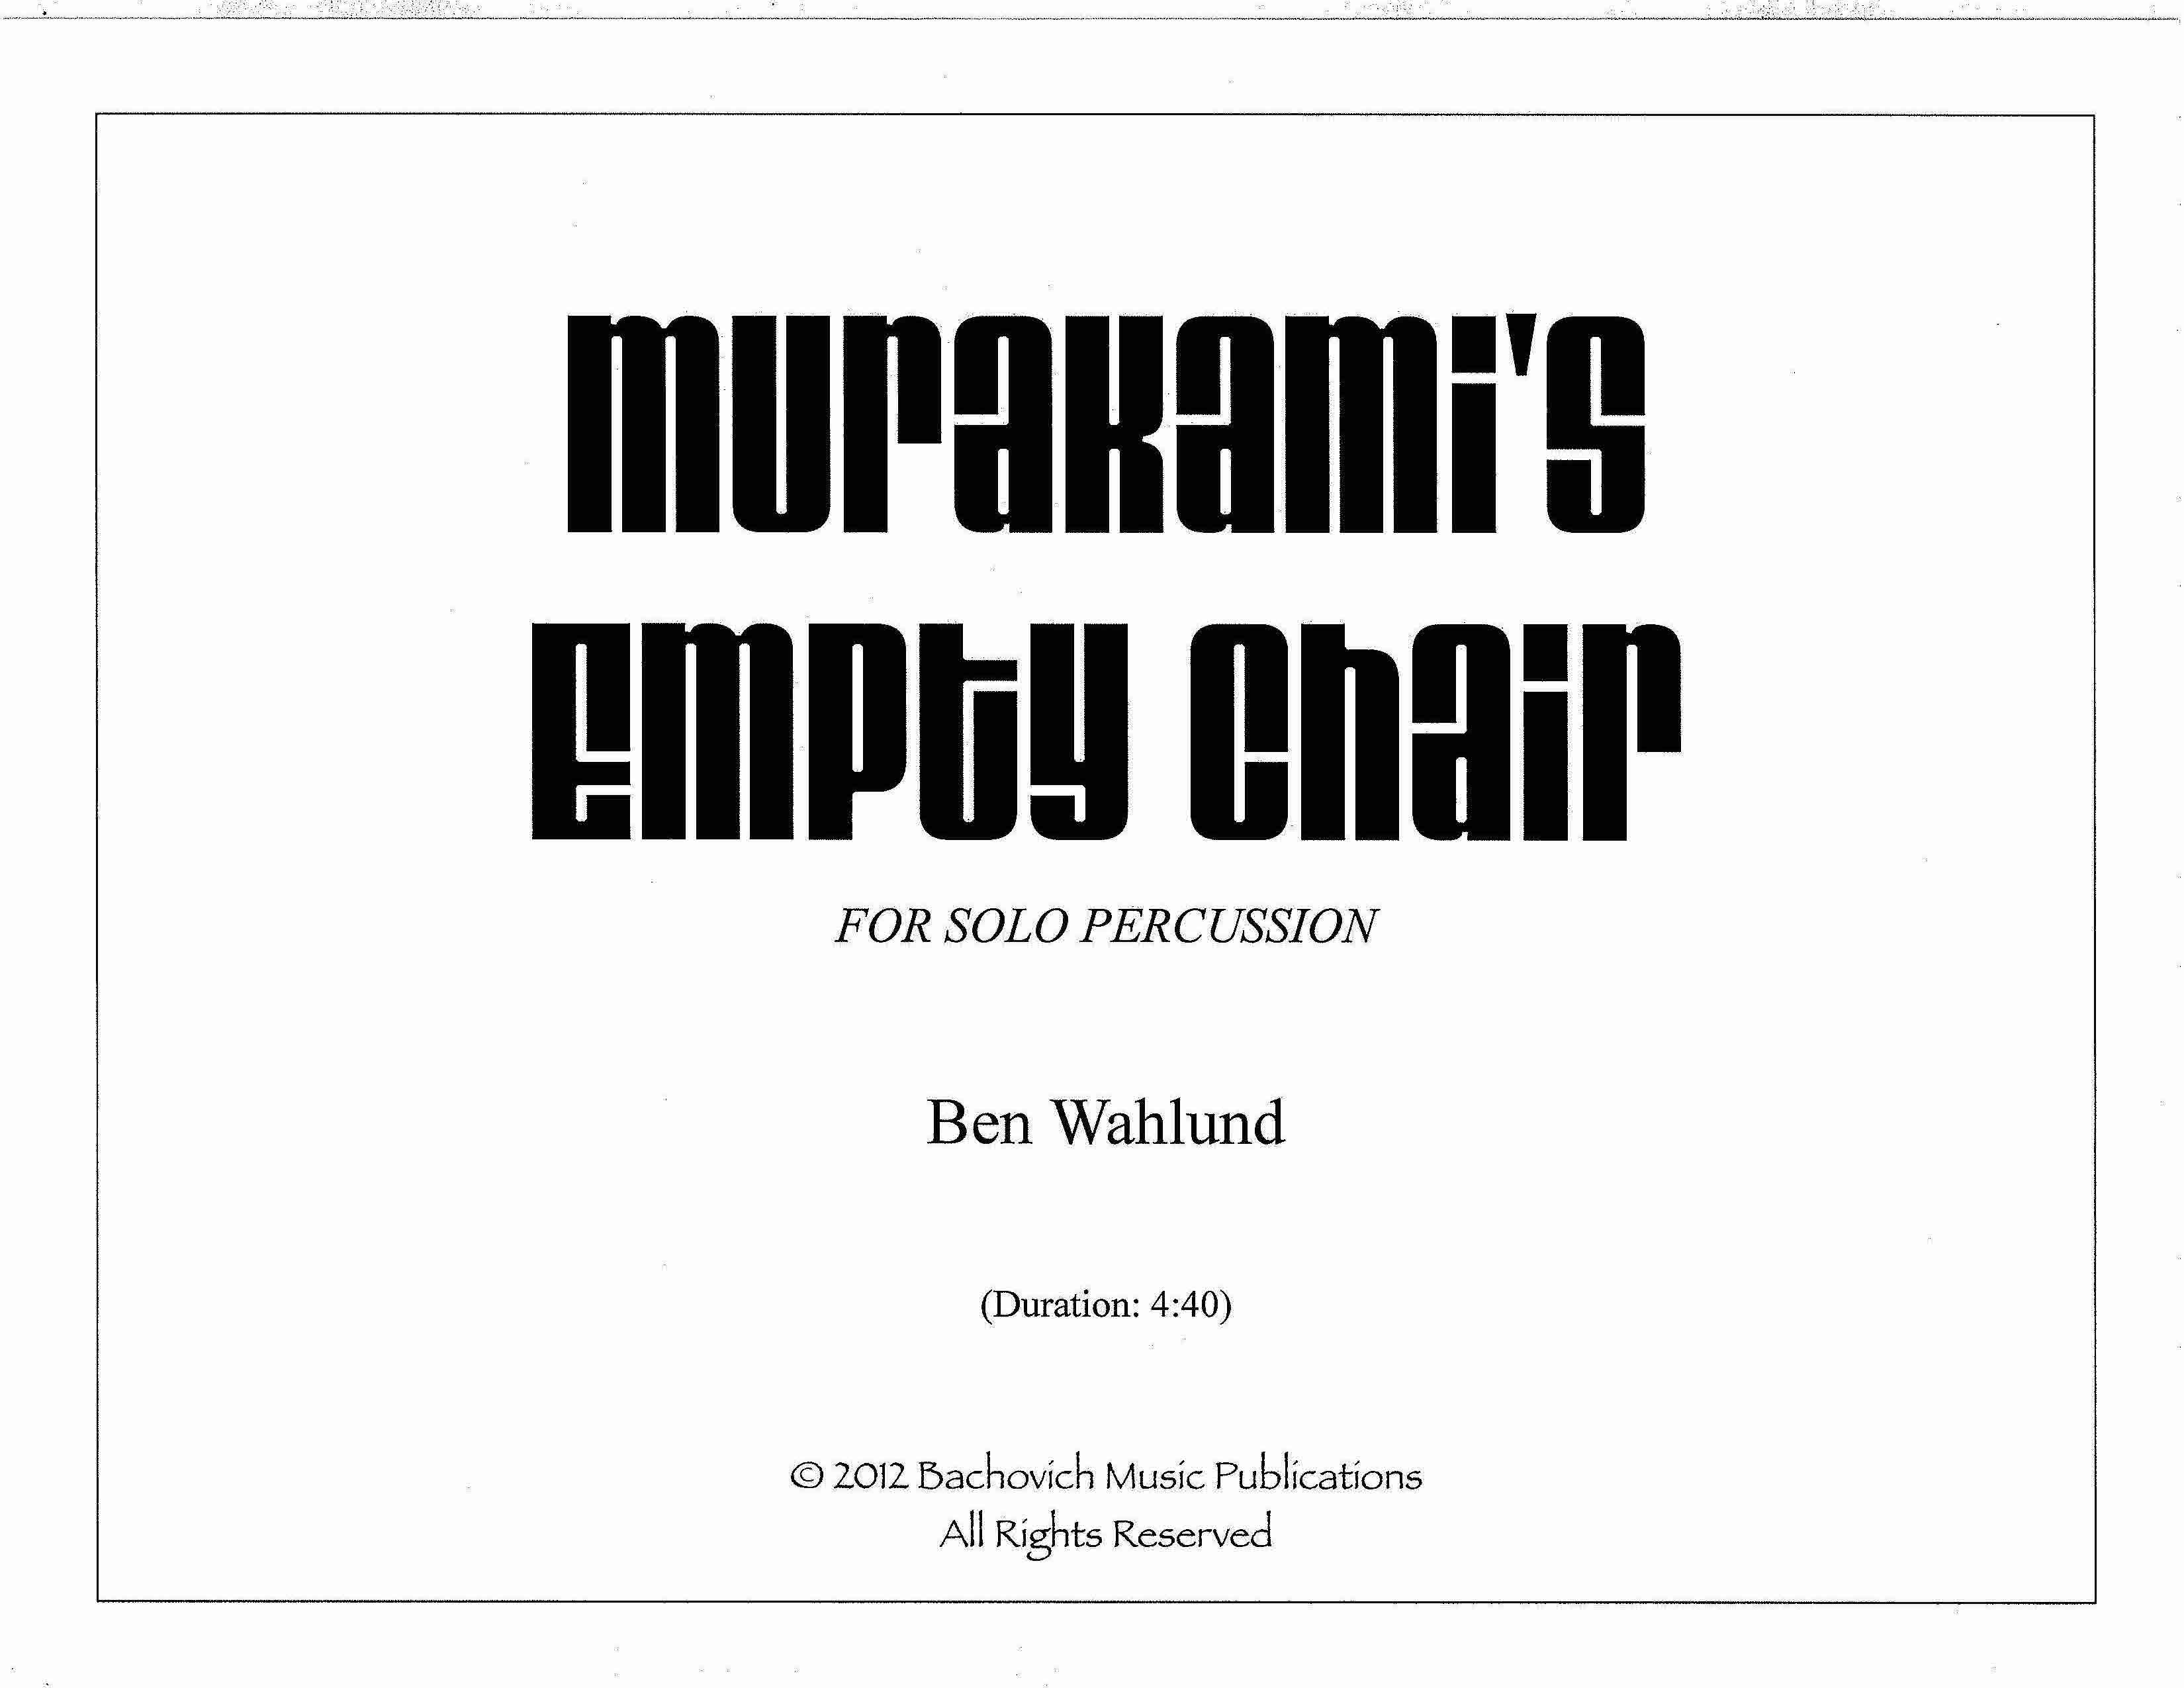 murakami's
Empty Chair
FOR SOLO PERCUSSION
Ben Wahlund
(Duration: 4:40)
© 2012 Bachovich Music Publications
All Rights Reserved